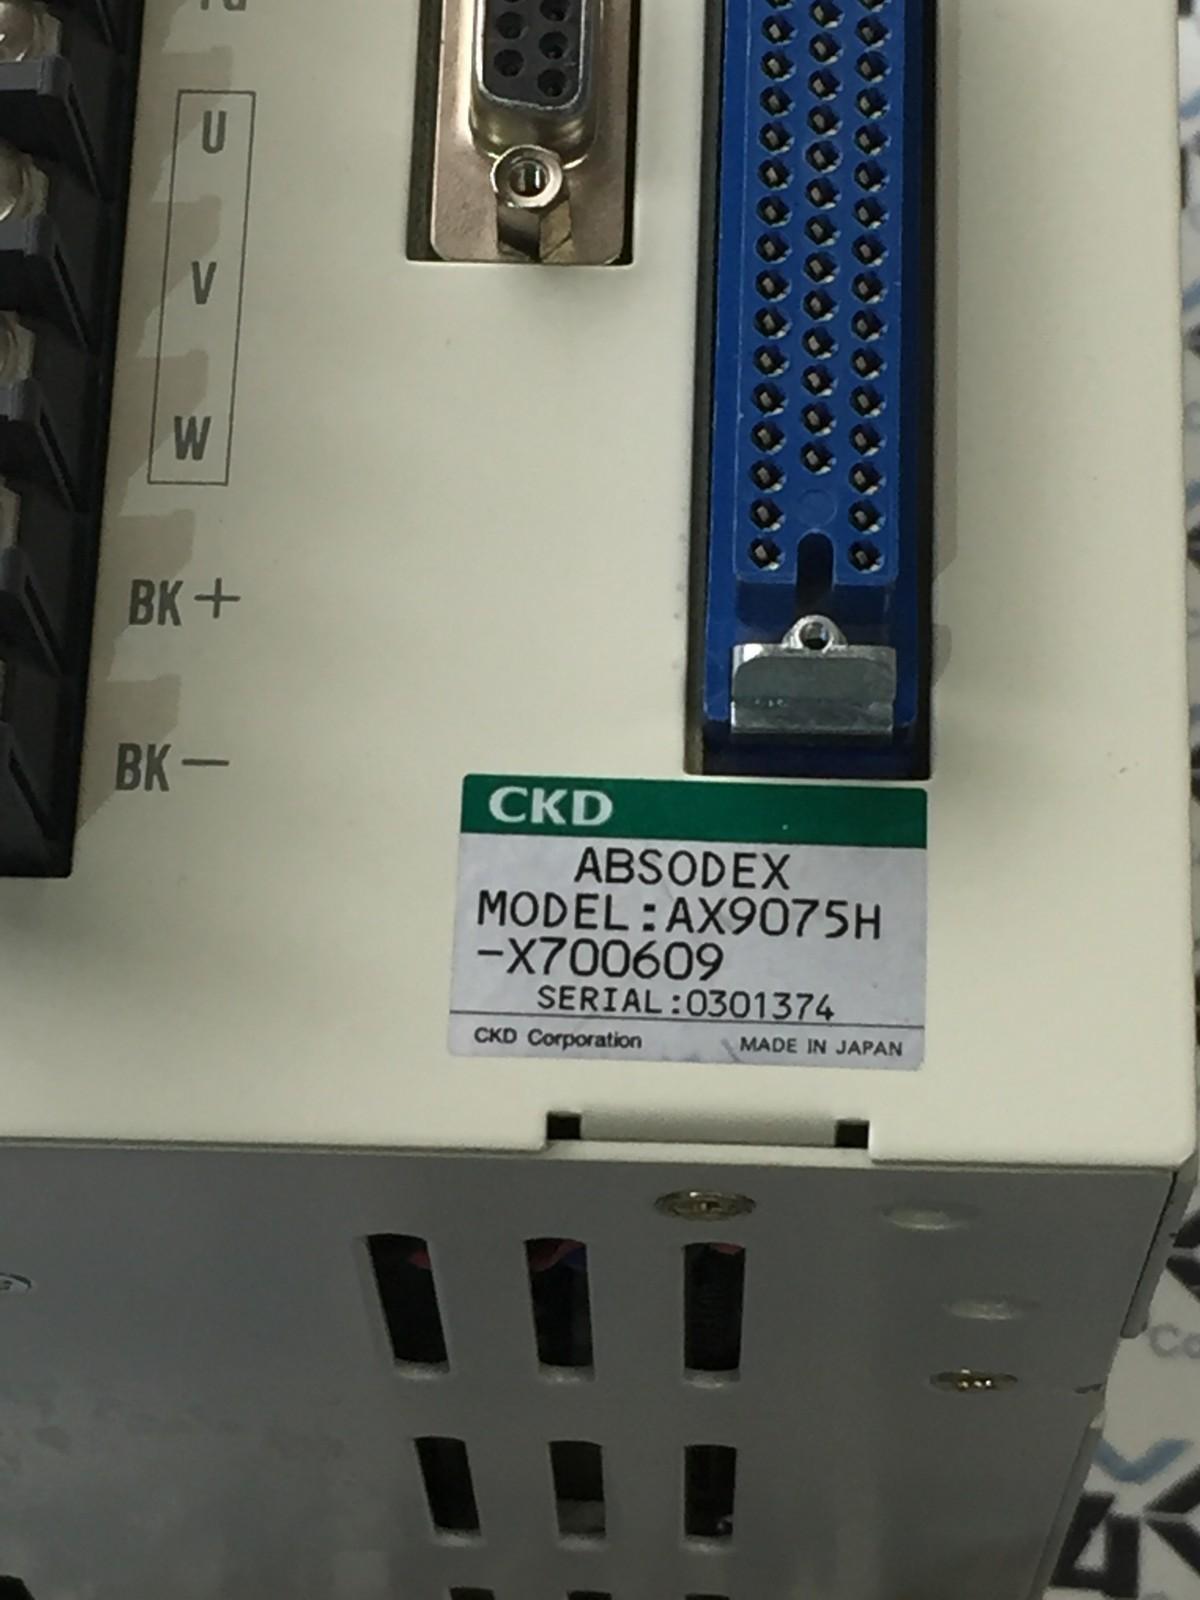 U
V
W
BK+
BK-
CKD
ABSODEX
MODEL:AX9075H
-X700609
SERIAL:0301374
CKD Corporation MADE IN JAPAN